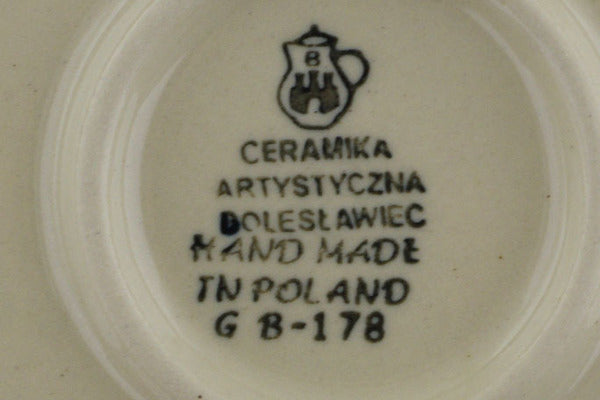 B
CERAMIKA
ARTYSTYCZNA
BOLESŁAWIEC
HAND MADE
IN POLAND
G B-178